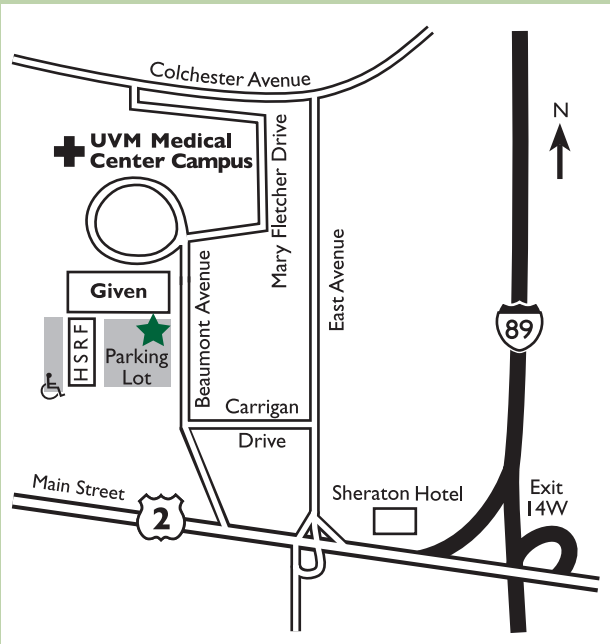 Colchester Avenue
N
UVM Medical
Center Campus
Mary Fletcher Drive
East Avenue
Beaumont Avenue
Given
89
HSRF
Parking
Lot
Carrigan
Drive
Main Street
2
Sheraton Hotel
Exit
14W